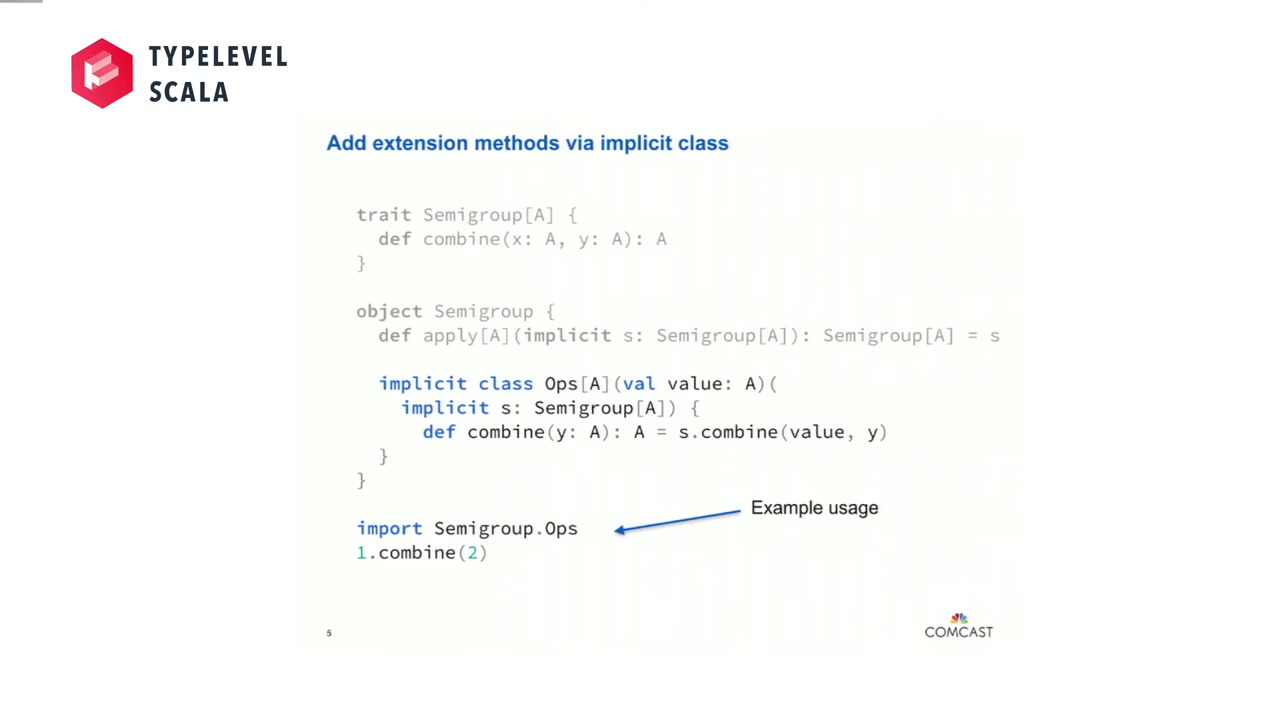 TYPELEVEL
SCALA
Add extension methods via implicit class
trait Semigroup[A] {
  def combine(x: A, y: A): A
}
object Semigroup {
  def apply[A](implicit s: Semigroup[A]): Semigroup[A] = s
  implicit class Ops[A](val value: A)(
    implicit s: Semigroup[A]) {
      def combine(y: A): A = s.combine(value, y)
  }
}
Example usage
import Semigroup.Ops
1.combine(2)
5
COMCAST